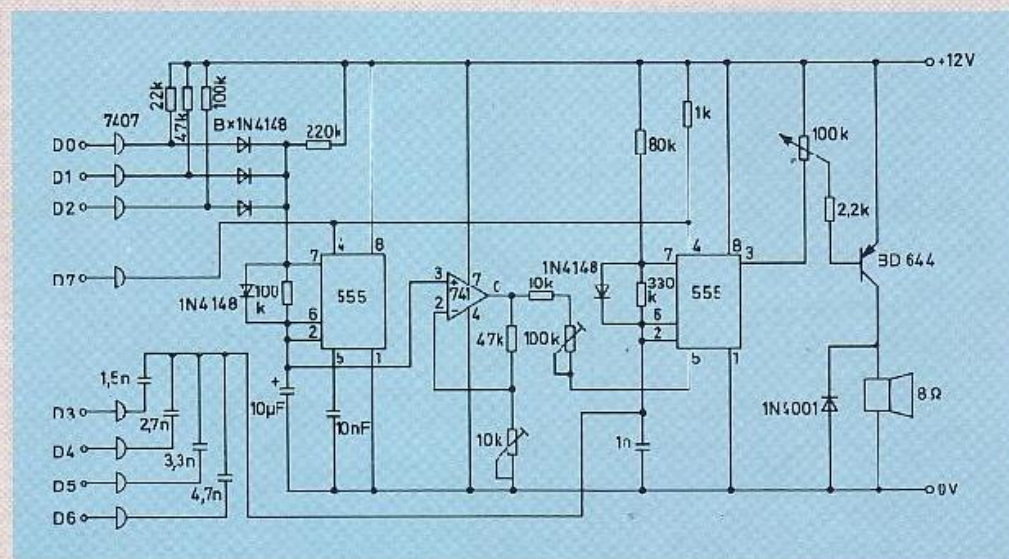 +12V
22k
47k
100k
7407
B×1N4148
220k
1k
80k
100k
D0
D1
D2
2,2k
D7
7
4
8
7
4
8
3
1N4148
100
k
555
3
+
741
7
C
10k
1N4148
330
k
555
BD 644
6
2
2
-
4
6
2
47k
100k
5
1
5
1
1,5n
+
10µF
10nF
8Ω
D3
2,7n
1N4001
D4
3,3n
10k
1n
D5
4,7n
0V
D6